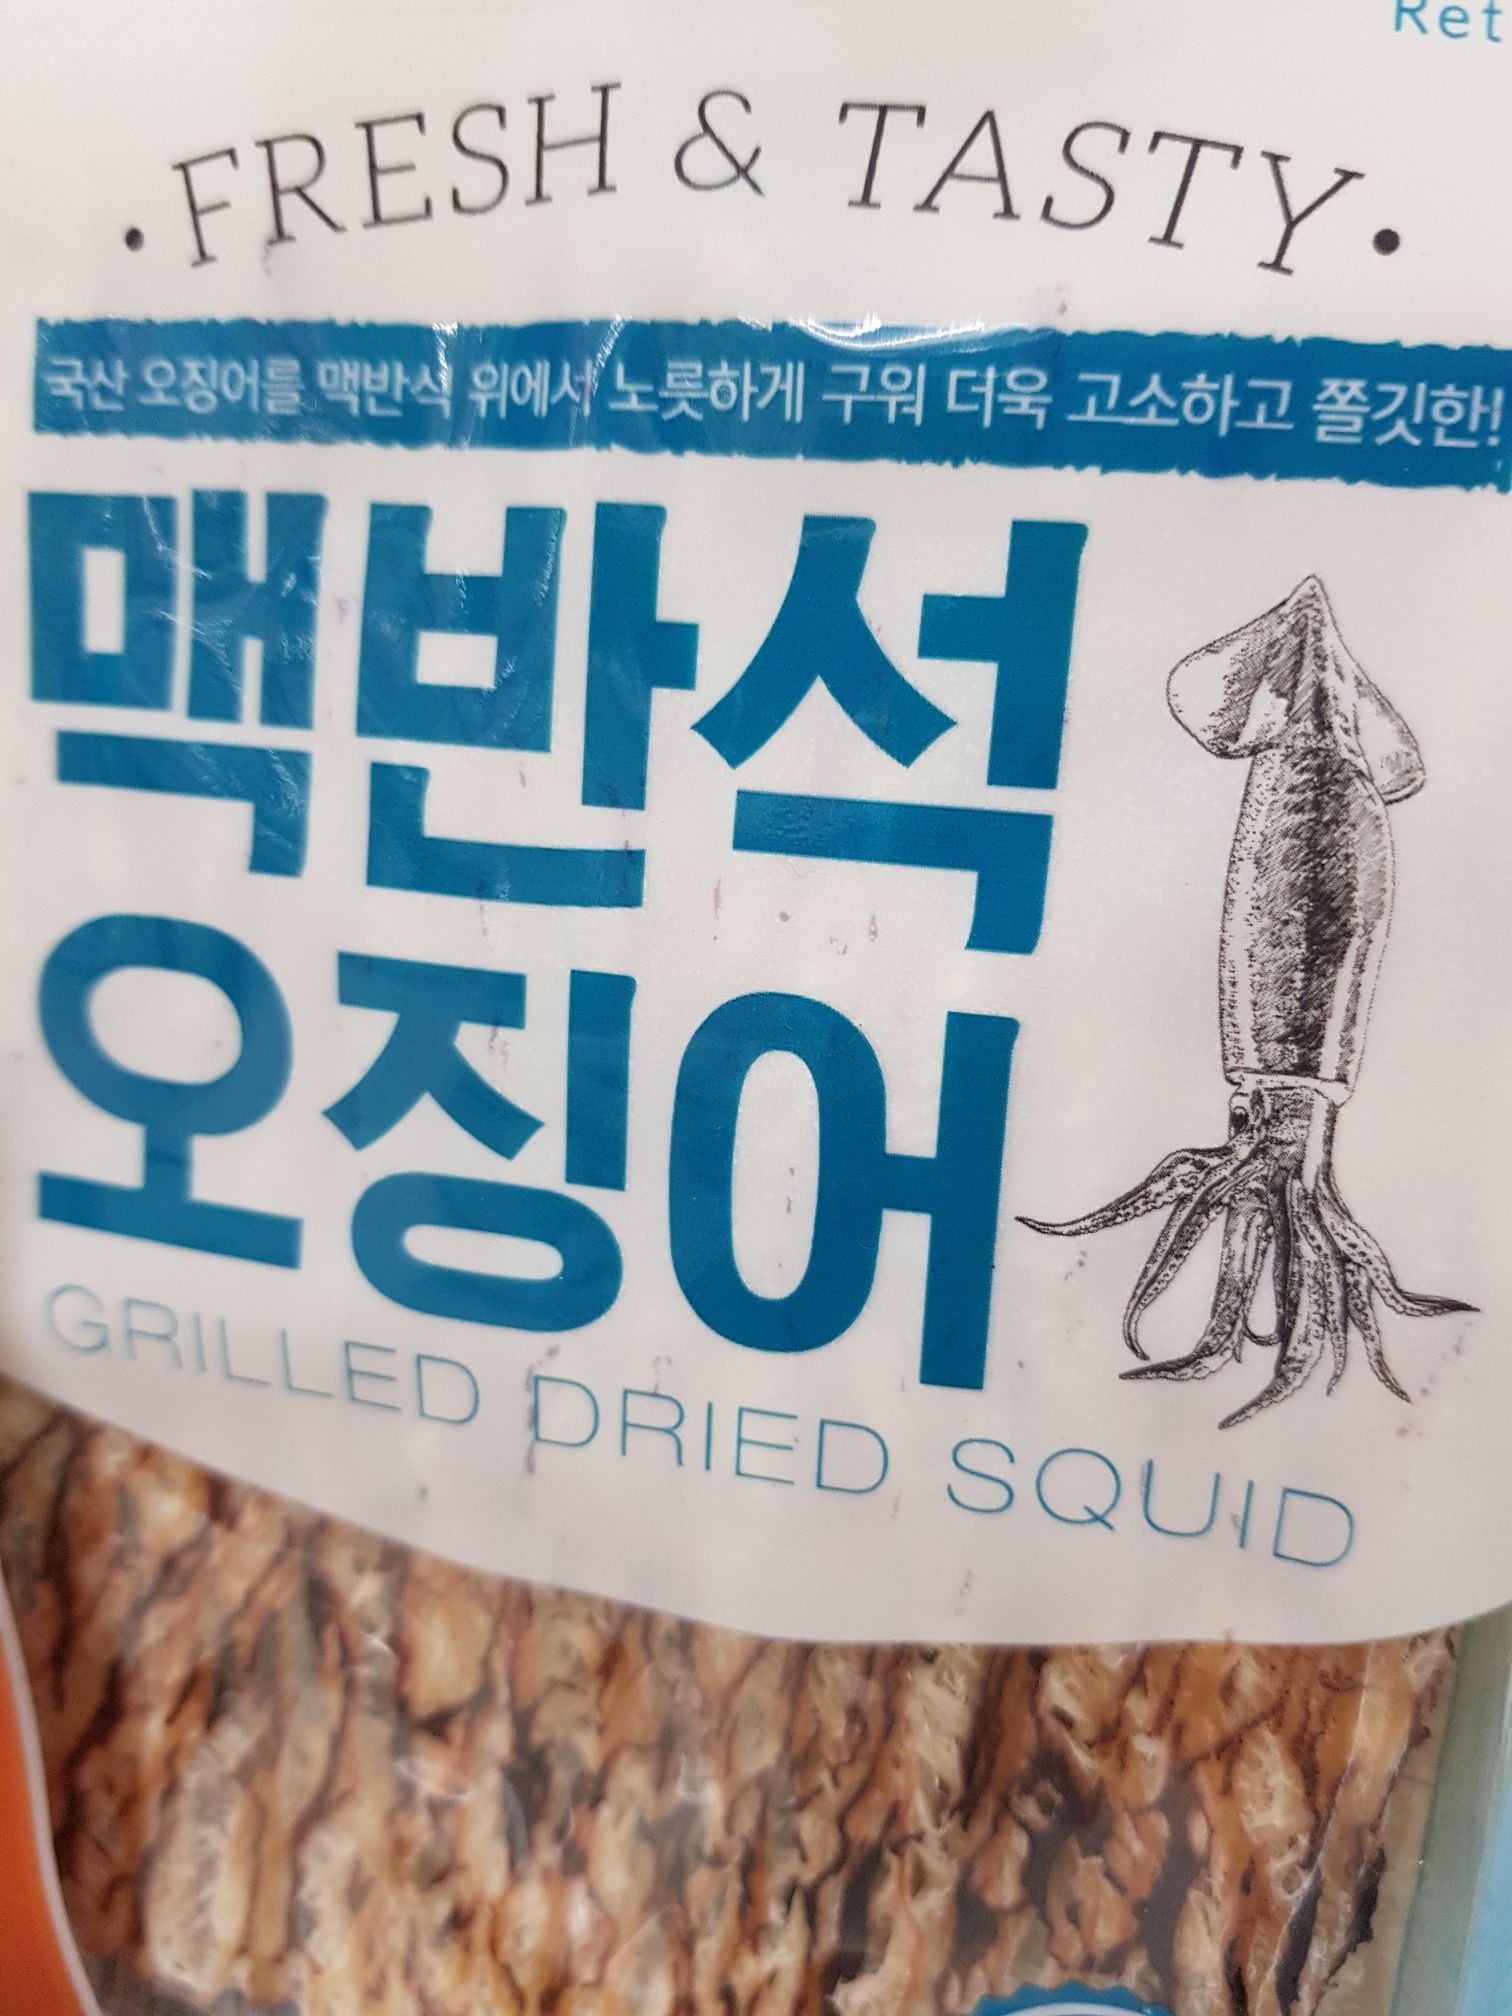 Ret
·FRESH & TASTY·
국산 오징어를 맥반석 위에서 노릇하게 구워 더욱 고소하고 쫄깃한!
맥반석
오징어
GRILLED DRIED SQUID